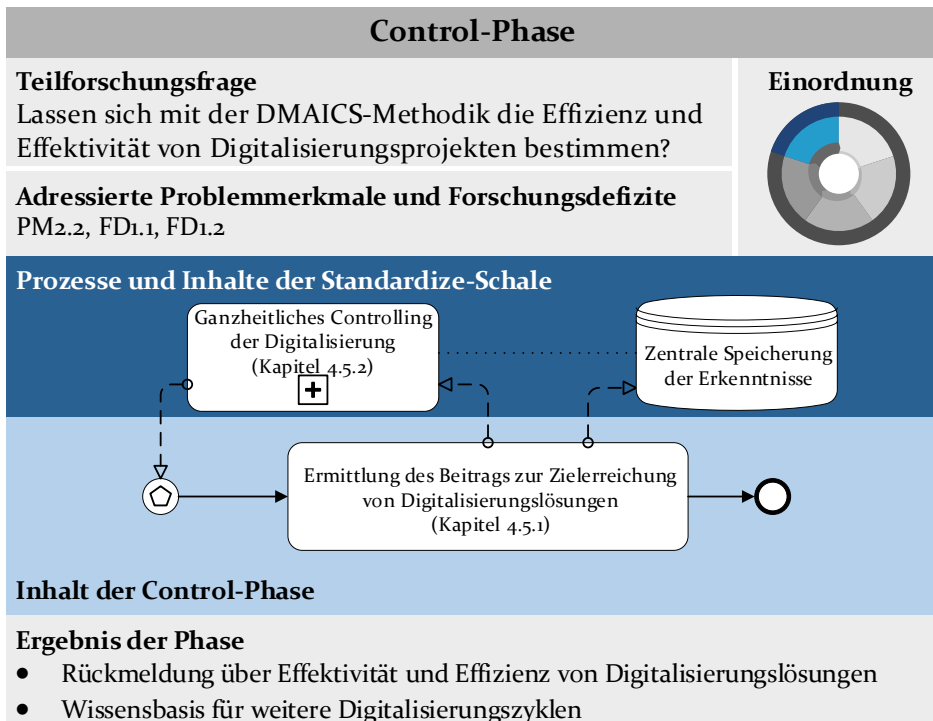 Control-Phase
Teilforschungsfrage
Lassen sich mit der DMAICS-Methodik die Effizienz und
Effektivität von Digitalisierungsprojekten bestimmen?
Einordnung
Adressierte Problemmerkmale und Forschungsdefizite
PM2.2, FD1.1, FD1.2
Prozesse und Inhalte der Standardize-Schale
Ganzheitliches Controlling
der Digitalisierung
(Kapitel 4.5.2)
Zentrale Speicherung
der Erkenntnisse
Ermittlung des Beitrags zur Zielerreichung
von Digitalisierungslösungen
(Kapitel 4.5.1)
Inhalt der Control-Phase
Ergebnis der Phase
• Rückmeldung über Effektivität und Effizienz von Digitalisierungslösungen
• Wissensbasis für weitere Digitalisierungszyklen